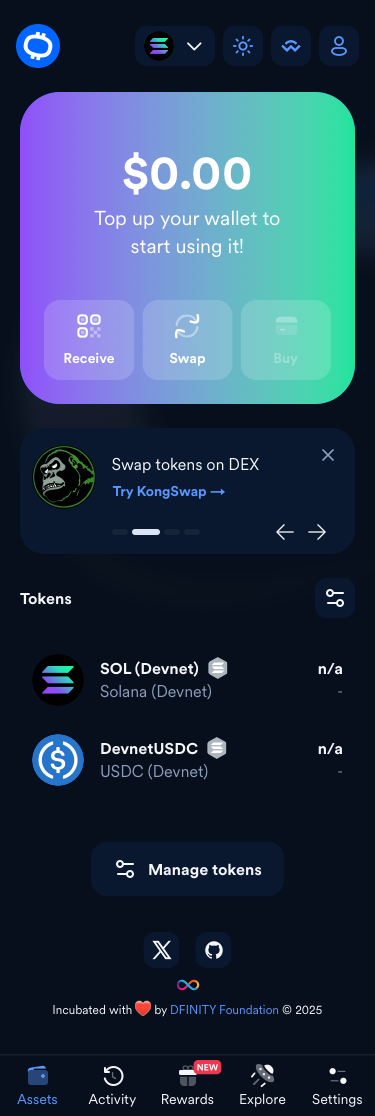 $0.00
Top up your wallet to
start using it!
Receive
Swap
Buy
Swap tokens on DEX
Try KongSwap →
Tokens
SOL (Devnet)
n/a
Solana (Devnet)
-
DevnetUSDC
n/a
USDC (Devnet)
-
Manage tokens
Incubated with ❤️ by DFINITY Foundation © 2025
NEW
Assets
Activity
Rewards
Explore
Settings